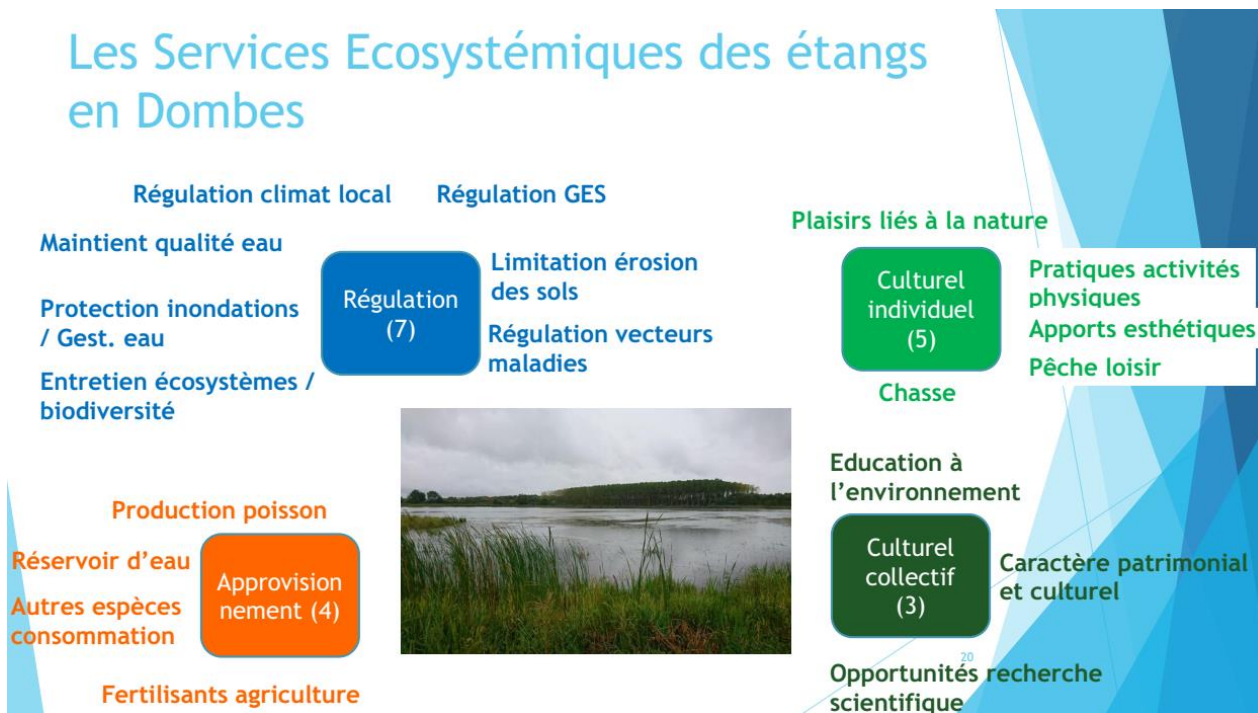 Les Services Ecosystémiques des étangs
en Dombes
Régulation climat local
Régulation GES
Maintient qualité eau
Protection inondations
/ Gest. eau
Entretien écosystèmes /
biodiversité
Régulation
(7)
Limitation érosion
des sols
Régulation vecteurs
maladies
Plaisirs liés à la nature
Culturel
individuel
(5)
Pratiques activités
physiques
Apports esthétiques
Pêche loisir
Chasse
Production poisson
Réservoir d'eau
Autres espèces
consommation
Approvision
nement (4)
Fertilisants agriculture
Education à
l'environnement
Culturel
collectif
(3)
Caractère patrimonial
et culturel
20
Opportunités recherche
scientifique